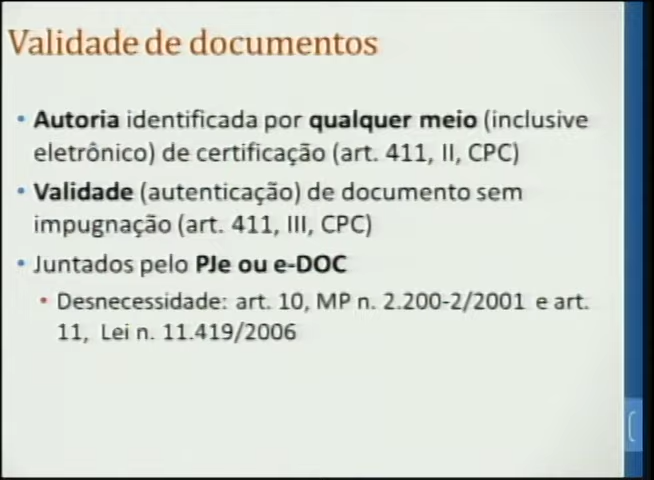 Validade de documentos
• Autoria identificada por qualquer meio (inclusive
eletrônico) de certificação (art. 411, II, CPC)
• Validade (autenticação) de documento sem
impugnação (art. 411, III, CPC)
• Juntados pelo PJe ou e-DOC
• Desnecessidade: art. 10, MP n. 2.200-2/2001 e art.
11, Lei n. 11.419/2006